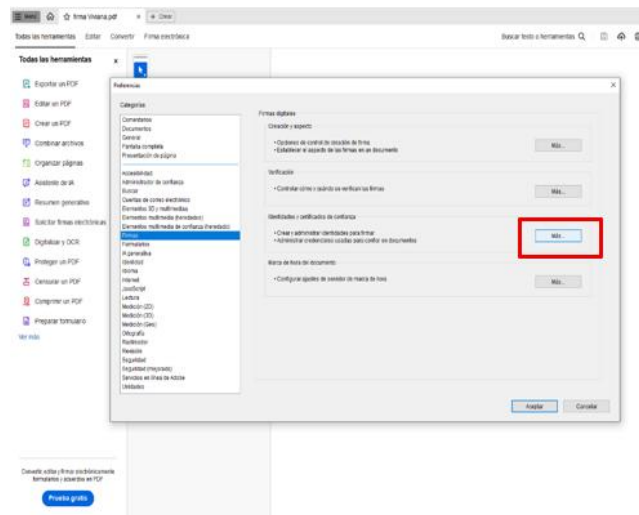 Menú
firma Viviana.pdf
× + Crear
Todas las herramientas Editar Convertir Firma electrónica
Buscar texto o herramientas
Todas las herramientas ×
Exportar un PDF
Editar un PDF
Crear un PDF
Combinar archivos
Organizar páginas
Asistente de IA
Resumen generativo
Solicitar firmas electrónicas
Digitalizar y OCR
Proteger un PDF
Censurar un PDF
Comprimir un PDF
Preparar formulario
Ver más
Convierta, edite y firme electrónicamente
formularios y acuerdos en PDF
Prueba gratis
Preferencias ×
Categorías:
Comentarios
Documentos
General
Pantalla completa
Presentación de página
Accesibilidad
Administrador de confianza
Buscar
Cuentas de correo electrónico
Elementos 3D y multimedias
Elementos multimedia (heredados)
Elementos multimedia de confianza (heredado)
Firmas
Formularios
IA generativa
Identidad
Idioma
Internet
JavaScript
Lectura
Medición (2D)
Medición (3D)
Medición (Geo)
Ortografía
Rastreador
Revisión
Seguridad
Seguridad (mejorada)
Servicios en línea de Adobe
Unidades
Firmas digitales
Creación y aspecto
• Opciones de control de creación de firma
• Establecer el aspecto de las firmas en un documento
Más...
Verificación
• Controlar cómo y cuándo se verifican las firmas
Más...
Identidades y certificados de confianza
• Crear y administrar identidades para firmar
• Administrar credenciales usadas para confiar en documentos
Más...
Marca de hora del documento
• Configurar ajustes de servidor de marca de hora
Más...
Aceptar Cancelar